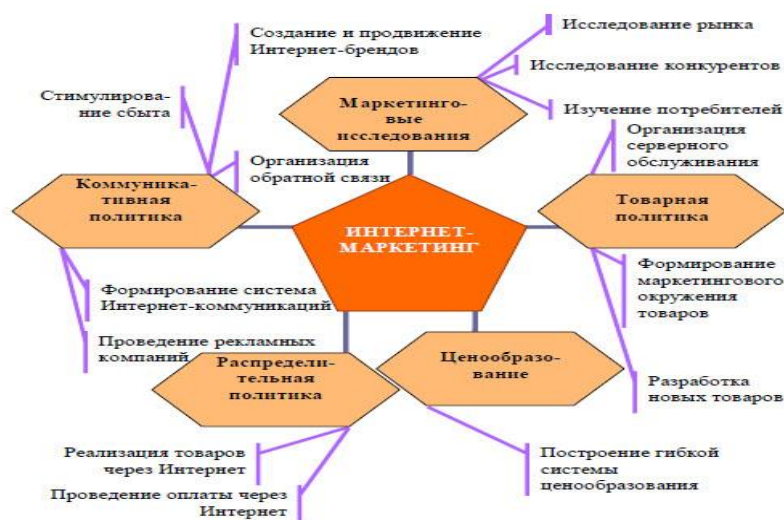 Создание и продвижение
Интернет-брендов
Исследование рынка
Исследование конкурентов
Изучение потребителей
Стимулирова-
ние сбыта
Маркетинго-
вые
исследования
Организация
серверного
обслуживания
Организация
обратной связи
Коммуника-
тивная
политика
Товарная
политика
ИНТЕРНЕТ-
МАРКЕТИНГ
Формирование система
Интернет-коммуникаций
Формирование
маркетингового
окружения
товаров
Проведение рекламных
компаний
Распредели-
тельная
политика
Ценообразо-
вание
Разработка
новых товаров
Реализация товаров
через Интернет
Построение гибкой
системы
ценообразования
Проведение оплаты через
Интернет